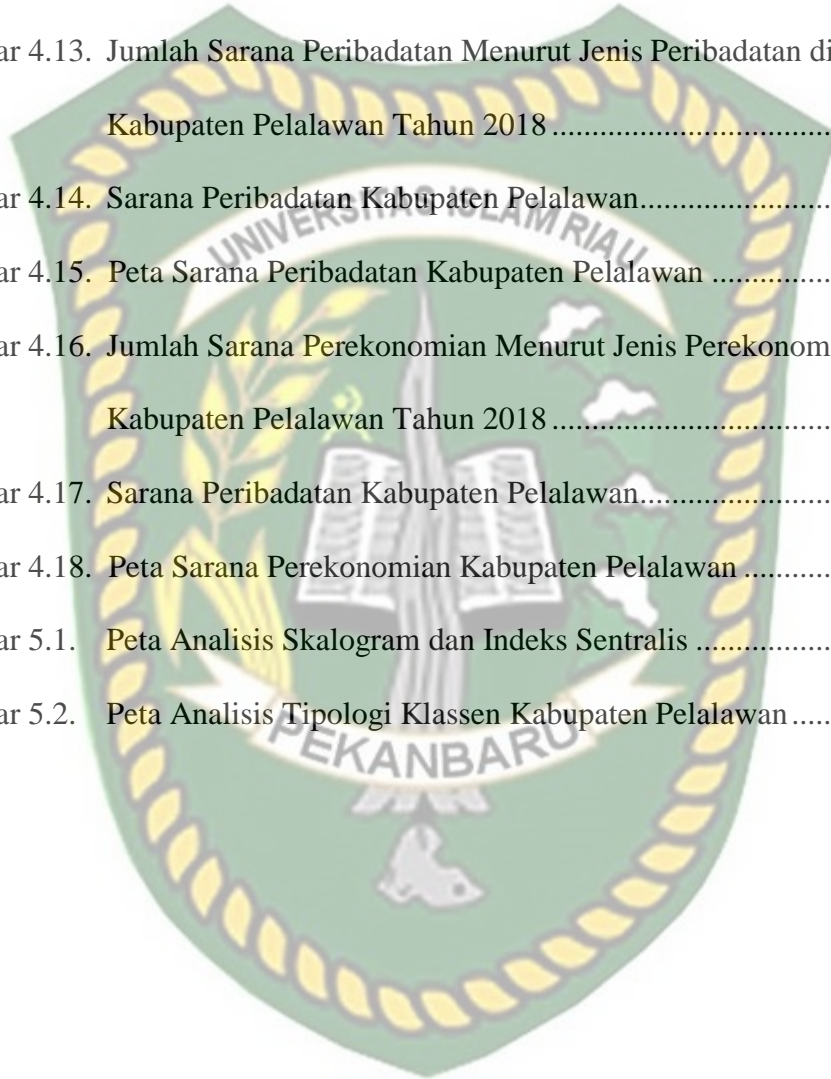 ar 4.13. Jumlah Sarana Peribadatan Menurut Jenis Peribadatan di
Kabupaten Pelalawan Tahun 2018 ....................................
ar 4.14. Sarana Peribadatan Kabupaten Pelalawan.........................
ar 4.15. Peta Sarana Peribadatan Kabupaten Pelalawan ................
ar 4.16. Jumlah Sarana Perekonomian Menurut Jenis Perekonom
Kabupaten Pelalawan Tahun 2018 ....................................
ar 4.17. Sarana Peribadatan Kabupaten Pelalawan.........................
ar 4.18. Peta Sarana Perekonomian Kabupaten Pelalawan ............
ar 5.1. Peta Analisis Skalogram dan Indeks Sentralis ..................
ar 5.2. Peta Analisis Tipologi Klassen Kabupaten Pelalawan ......
UNIVERSITAS ISLAM RIAU
PEKANBARU